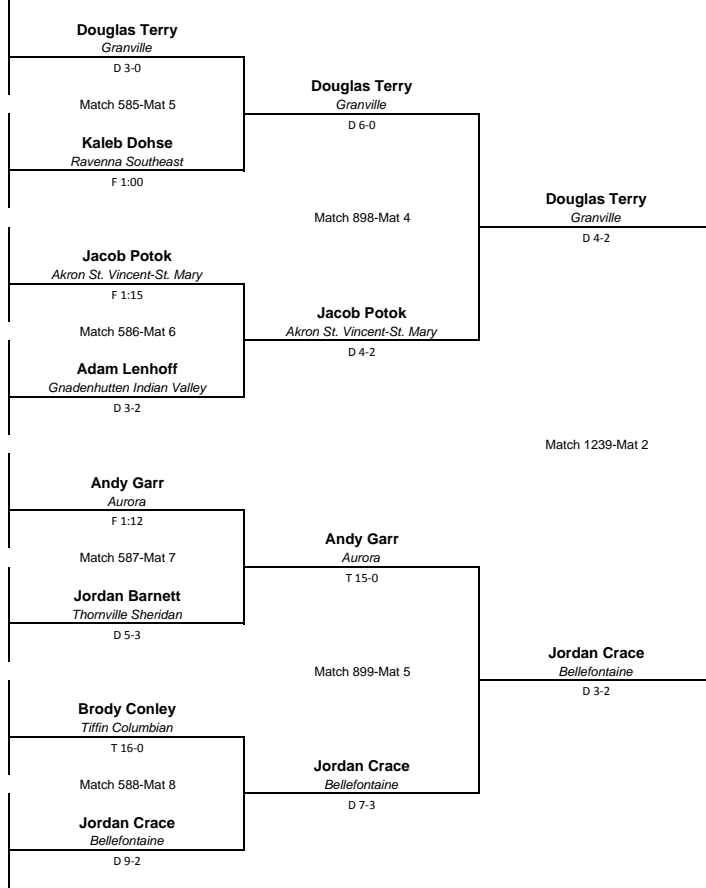 Douglas Terry
Granville
D 3-0
Match 585-Mat 5
Kaleb Dohse
Ravenna Southeast
F 1:00
Jacob Potok
Akron St. Vincent-St. Mary
F 1:15
Match 586-Mat 6
Adam Lenhoff
Gnadenhutten Indian Valley
D 3-2
Andy Garr
Aurora
F 1:12
Match 587-Mat 7
Jordan Barnett
Thornville Sheridan
D 5-3
Brody Conley
Tiffin Columbian
T 16-0
Match 588-Mat 8
Jordan Crace
Bellefontaine
D 9-2
Douglas Terry
Granville
D 6-0
Match 898-Mat 4
Jacob Potok
Akron St. Vincent-St. Mary
D 4-2
Andy Garr
Aurora
T 15-0
Match 899-Mat 5
Jordan Crace
Bellefontaine
D 7-3
Douglas Terry
Granville
D 4-2
Match 1239-Mat 2
Jordan Crace
Bellefontaine
D 3-2